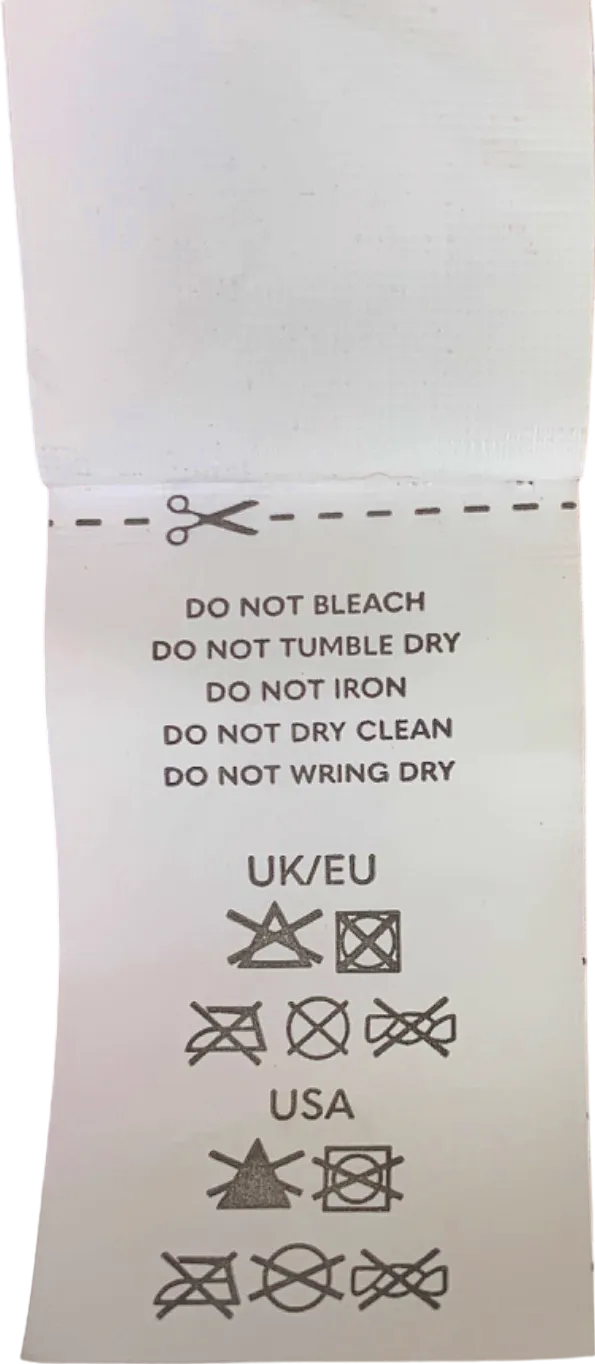 DO NOT BLEACH
DO NOT TUMBLE DRY
DO NOT IRON
DO NOT DRY CLEAN
DO NOT WRING DRY
UK/EU
USA